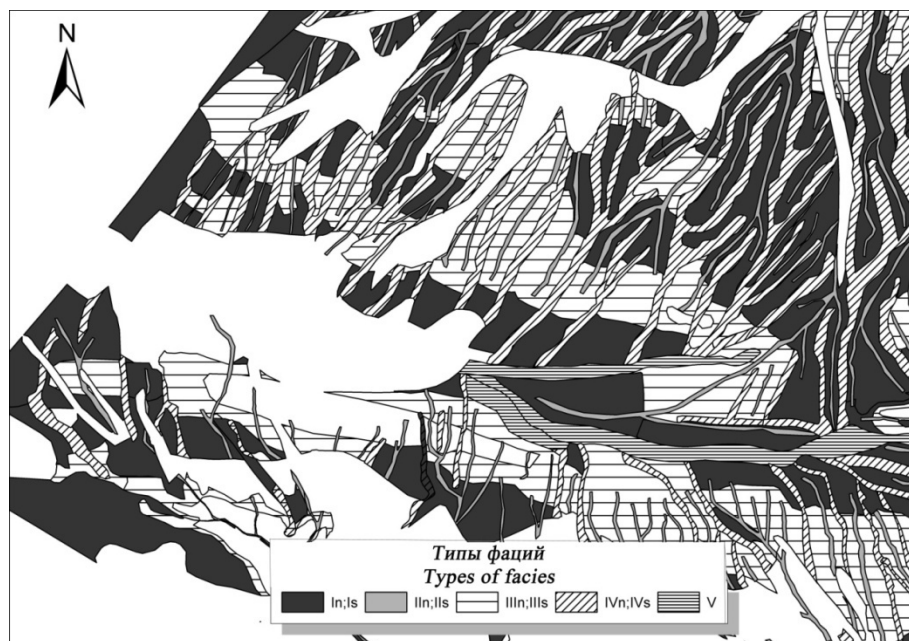 N
Типы фаций
Types of facies
In;Is IIn;IIs IIIn;IIIs IVn;IVs V